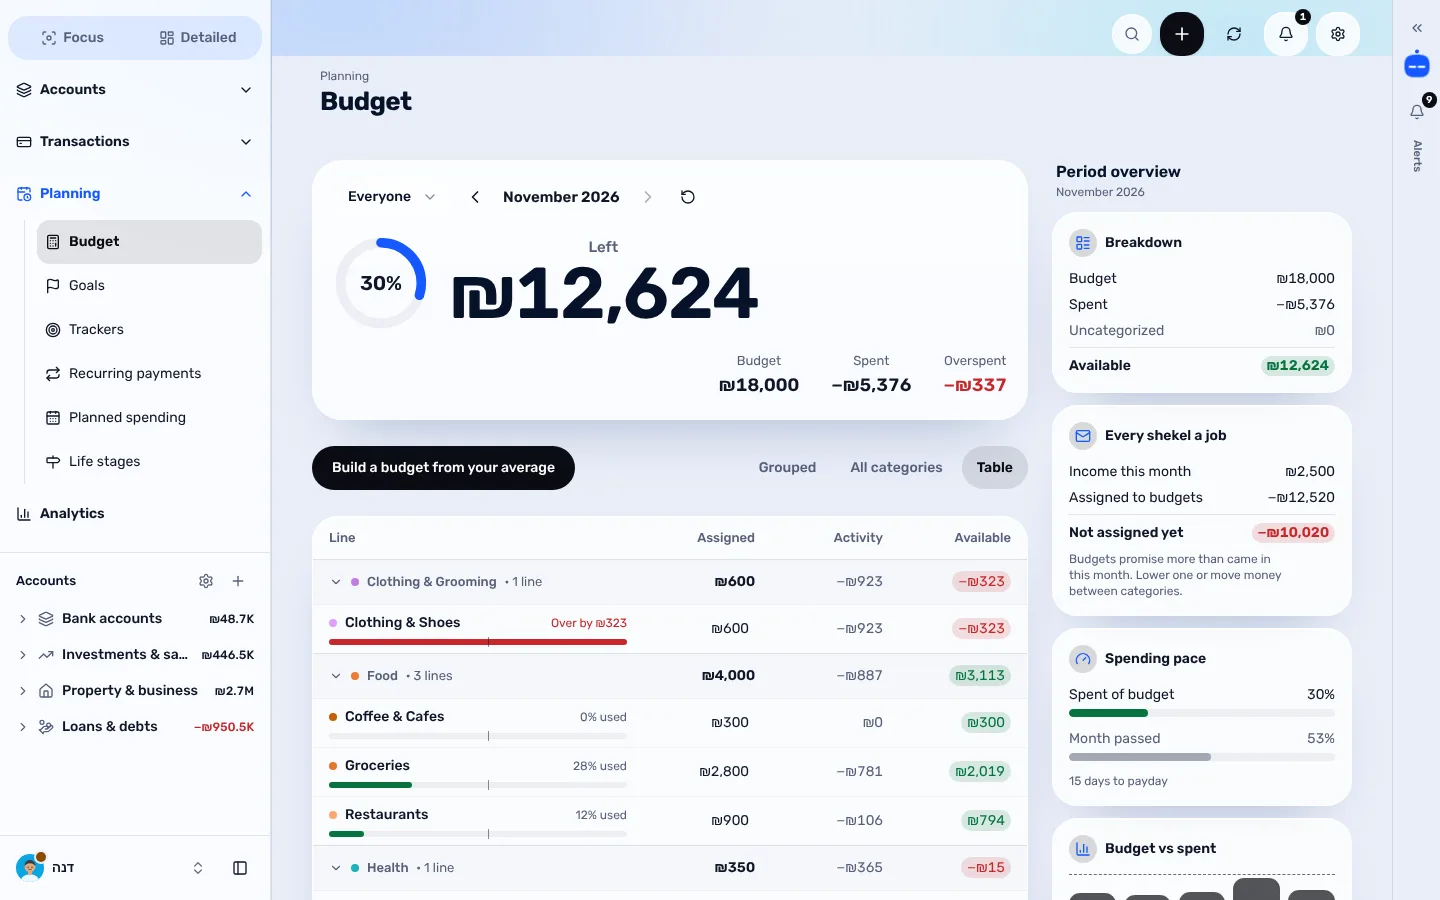 Focus
Detailed
Accounts
Transactions
Planning
Budget
Goals
Trackers
Recurring payments
Planned spending
Life stages
Analytics
Accounts
Bank accounts ₪48.7K
Investments & sa... ₪446.5K
Property & business ₪2.7M
Loans & debts −₪950.5K
דנה
Planning
Budget
1
Everyone
November 2026
30%
Left
₪12,624
Budget
₪18,000
Spent
−₪5,376
Overspent
−₪337
Build a budget from your average
Grouped
All categories
Table
Line Assigned Activity Available
Clothing & Grooming • 1 line ₪600 −₪923 −₪323
Clothing & Shoes Over by ₪323 ₪600 −₪923 −₪323
Food • 3 lines ₪4,000 −₪887 ₪3,113
Coffee & Cafes 0% used ₪300 ₪0 ₪300
Groceries 28% used ₪2,800 −₪781 ₪2,019
Restaurants 12% used ₪900 −₪106 ₪794
Health • 1 line ₪350 −₪365 −₪15
Period overview
November 2026
Breakdown
Budget ₪18,000
Spent −₪5,376
Uncategorized ₪0
Available ₪12,624
Every shekel a job
Income this month ₪2,500
Assigned to budgets −₪12,520
Not assigned yet −₪10,020
Budgets promise more than came in
this month. Lower one or move money
between categories.
Spending pace
Spent of budget 30%
Month passed 53%
15 days to payday
Budget vs spent
9
Alerts